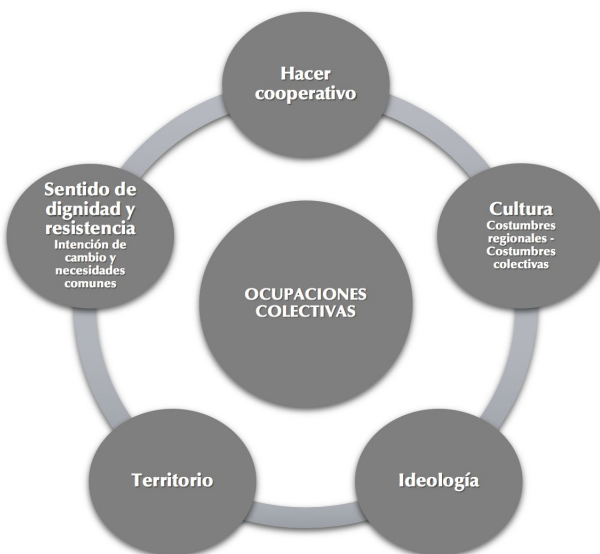 Hacer
cooperativo
Sentido de
dignidad y
resistencia
Intención de
cambio y
necesidades
comunes
Cultura
Costumbres
regionales -
Costumbres
colectivas
OCUPACIONES
COLECTIVAS
Territorio
Ideología